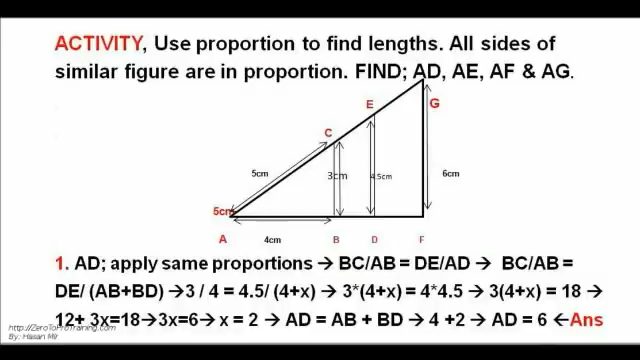 ACTIVITY, Use proportion to find lengths. All sides of
similar figure are in proportion. FIND; AD, AE, AF & AG.
G
E
C
5cm
3cm
4.5cm
6cm
5cm
A
4cm
B
D
F
1. AD; apply same proportions → BC/AB = DE/AD → BC/AB =
DE/ (AB+BD) →3 / 4 = 4.5/ (4+x) → 3*(4+x) = 4*4.5 → 3(4+x) = 18 →
12+ 3x=18→3x=6→x = 2 → AD = AB + BD → 4 +2 → AD = 6 ←Ans
http://ZeroToProTraining.com
By: Hasan Mir